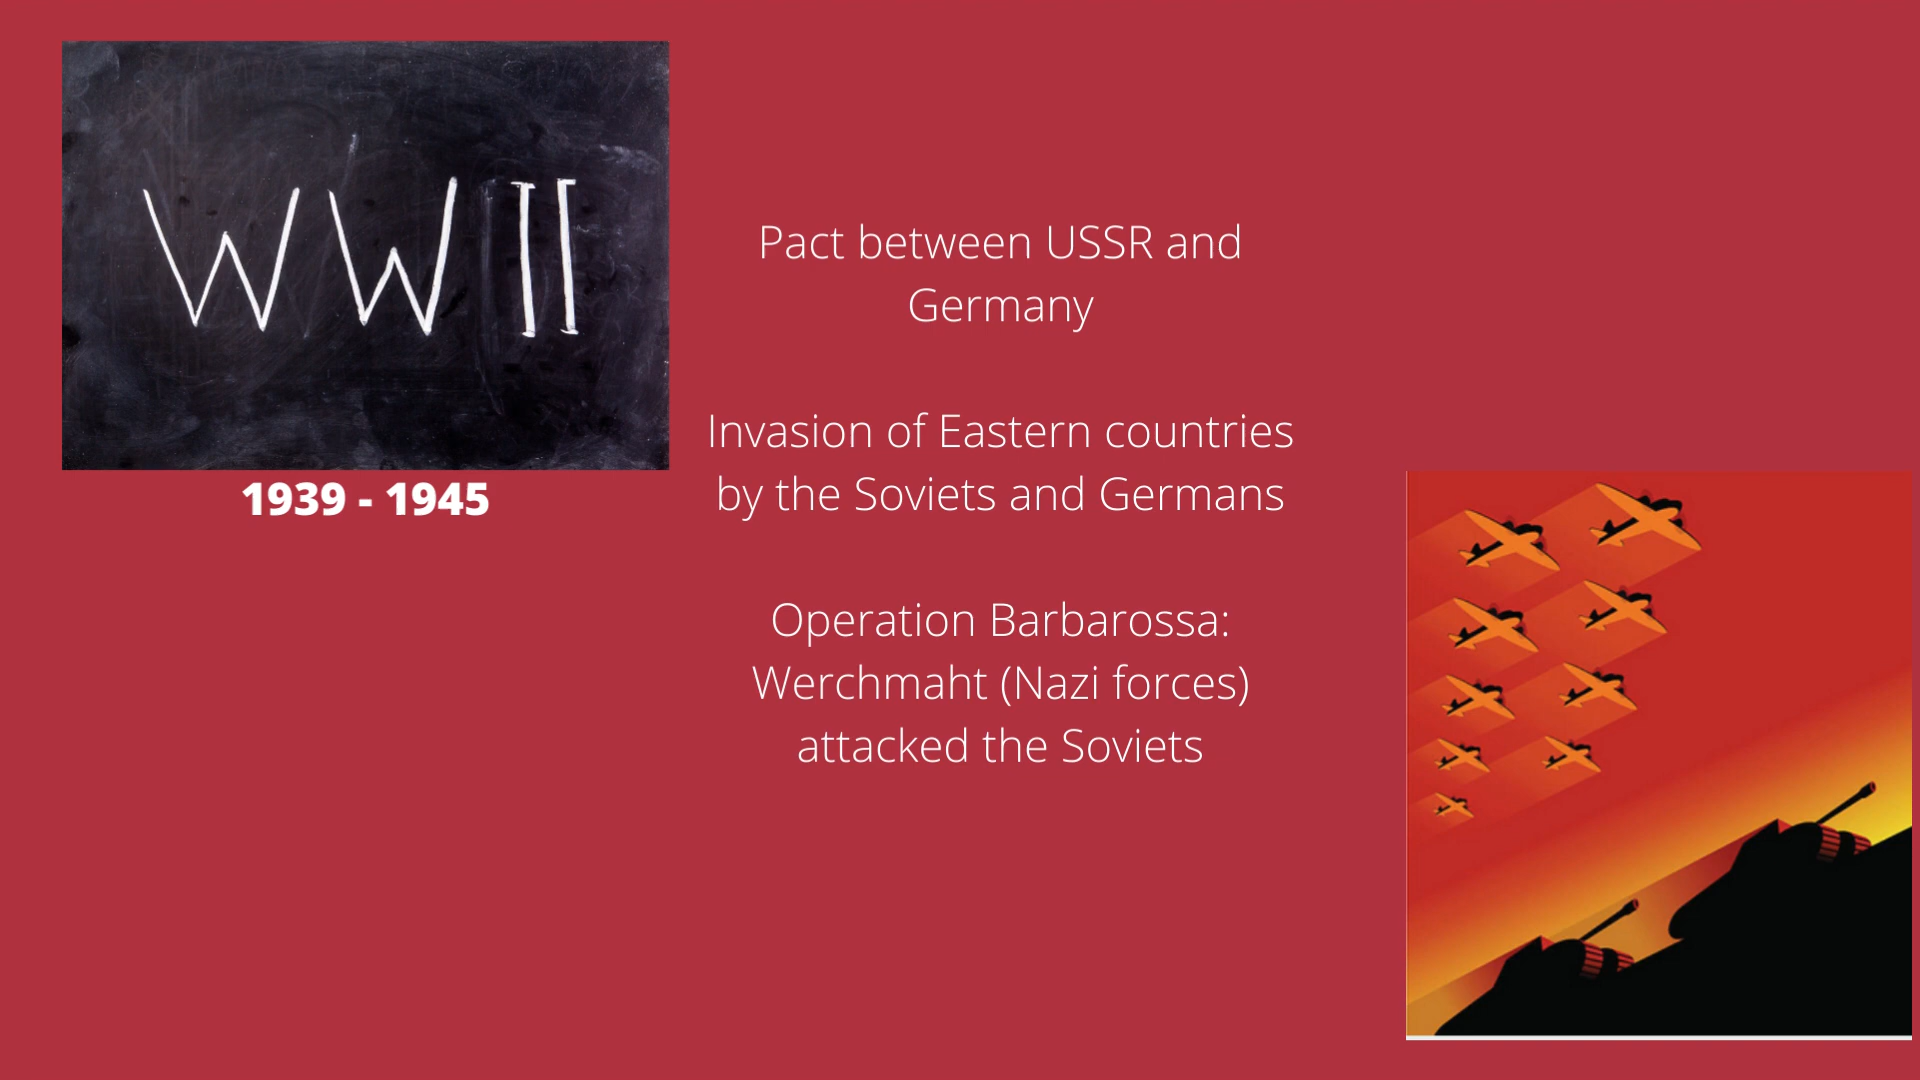 WWII
1939 - 1945
Pact between USSR and
Germany
Invasion of Eastern countries
by the Soviets and Germans
Operation Barbarossa:
Werchmaht (Nazi forces)
attacked the Soviets